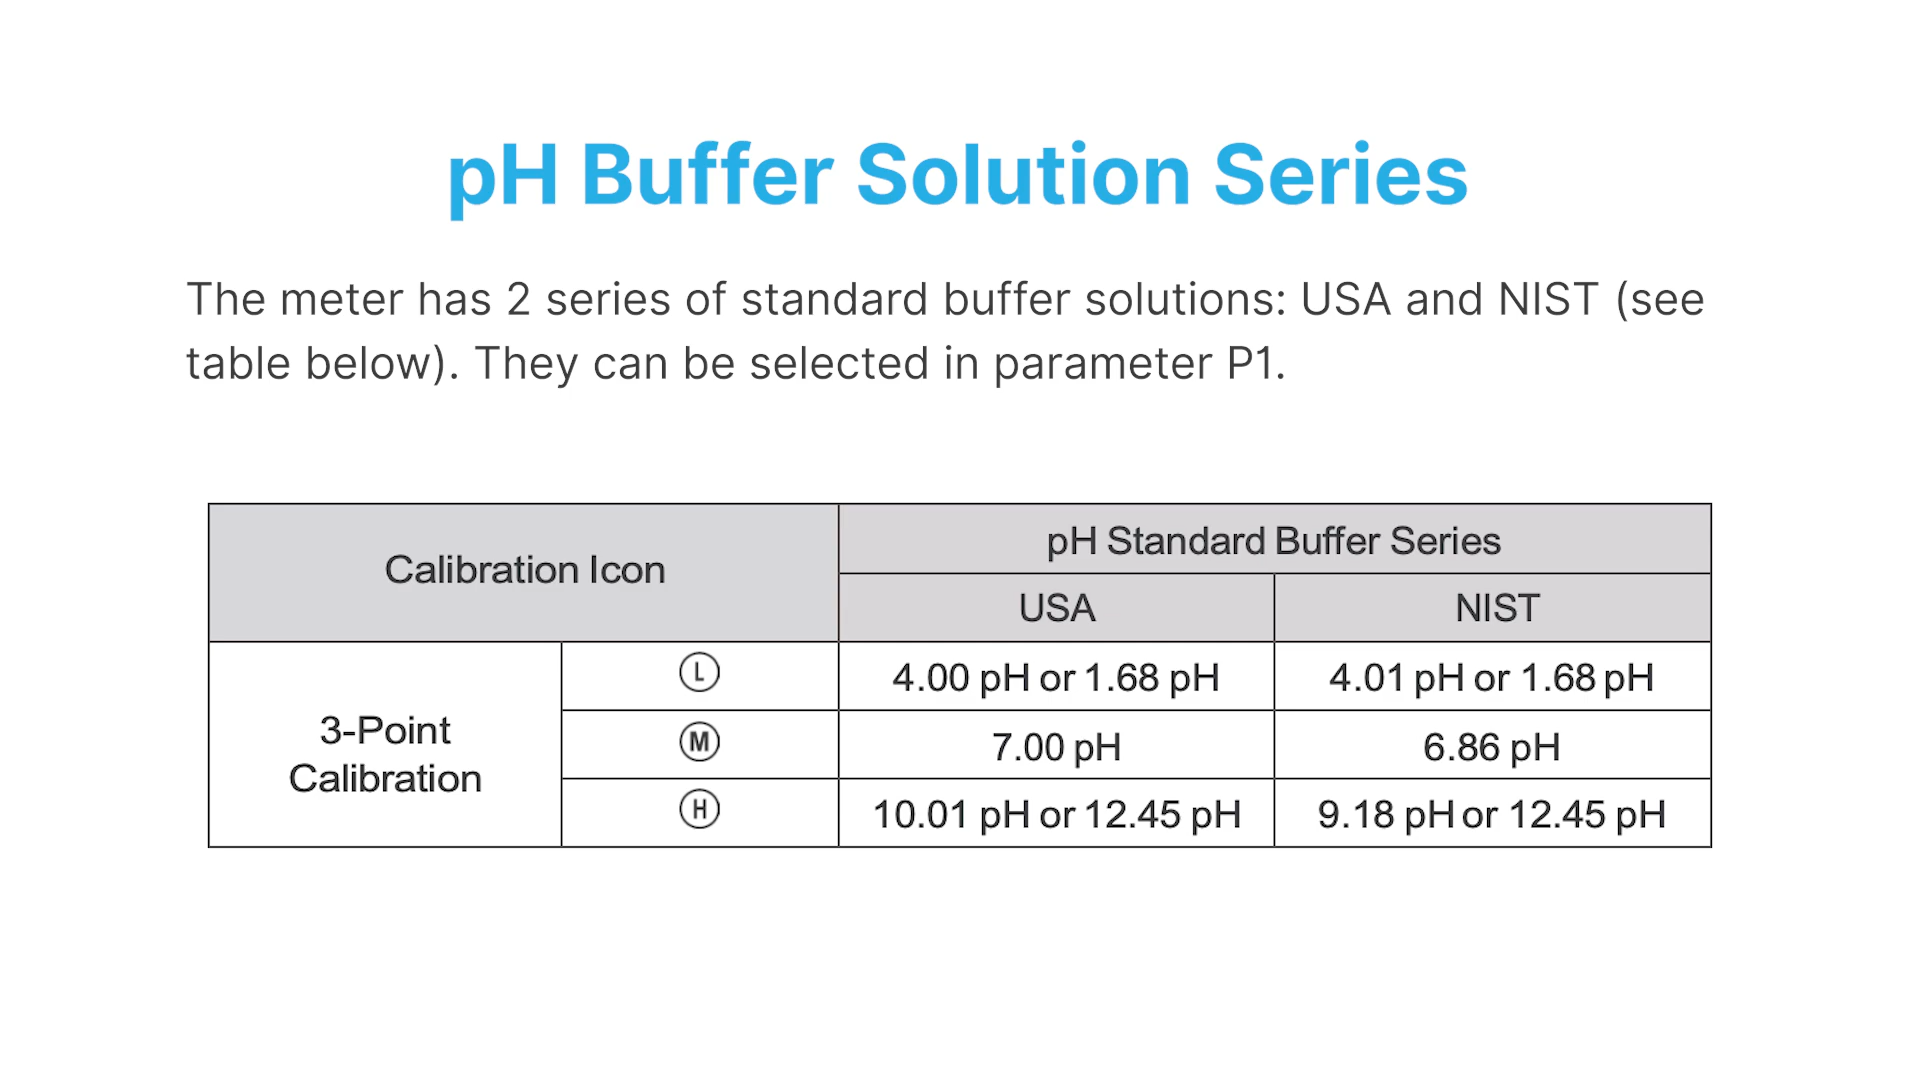 pH Buffer Solution Series
The meter has 2 series of standard buffer solutions: USA and NIST (see
table below). They can be selected in parameter P1.
Calibration Icon
pH Standard Buffer Series
USA
NIST
3-Point
Calibration
L
4.00 pH or 1.68 pH
4.01 pH or 1.68 pH
M
7.00 pH
6.86 pH
H
10.01 pH or 12.45 pH
9.18 pH or 12.45 pH